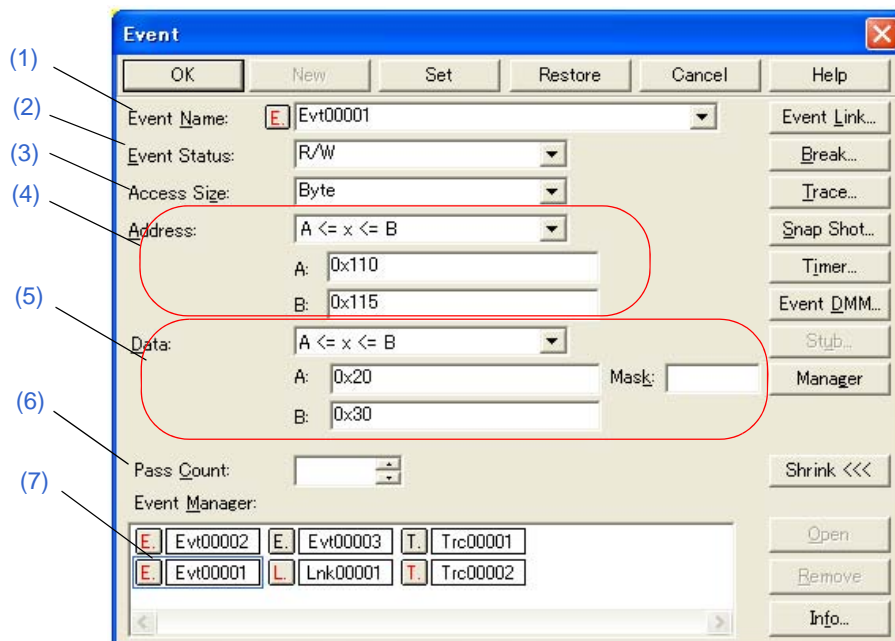 Event
(1)
OK New Set Restore Cancel Help
Event Name: E. Evt00001 Event Link...
(2)
Event Status: R/W Break...
(3)
Access Size: Byte Trace...
(4)
Address: A <= x <= B Snap Shot...
A: 0x110 Timer...
B: 0x115 Event DMM...
(5)
Data: A <= x <= B Stub...
A: 0x20 Mask: Manager
B: 0x30
(6)
Pass Count: Shrink <<<
(7)
Event Manager:
E. Evt00002 E. Evt00003 T. Trc00001 Open
E. Evt00001 L. Lnk00001 T. Trc00002 Remove
Info...